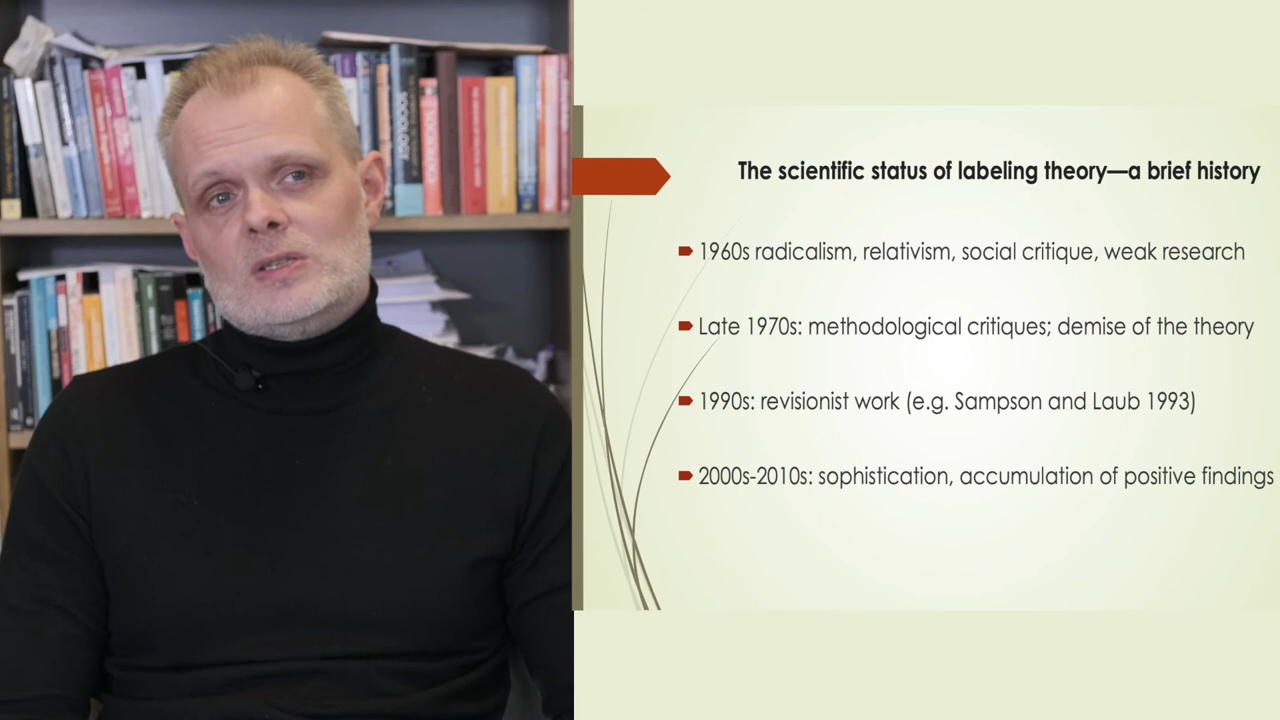 The scientific status of labeling theory—a brief history
1960s radicalism, relativism, social critique, weak research
Late 1970s: methodological critiques; demise of the theory
1990s: revisionist work (e.g. Sampson and Laub 1993)
2000s-2010s: sophistication, accumulation of positive findings